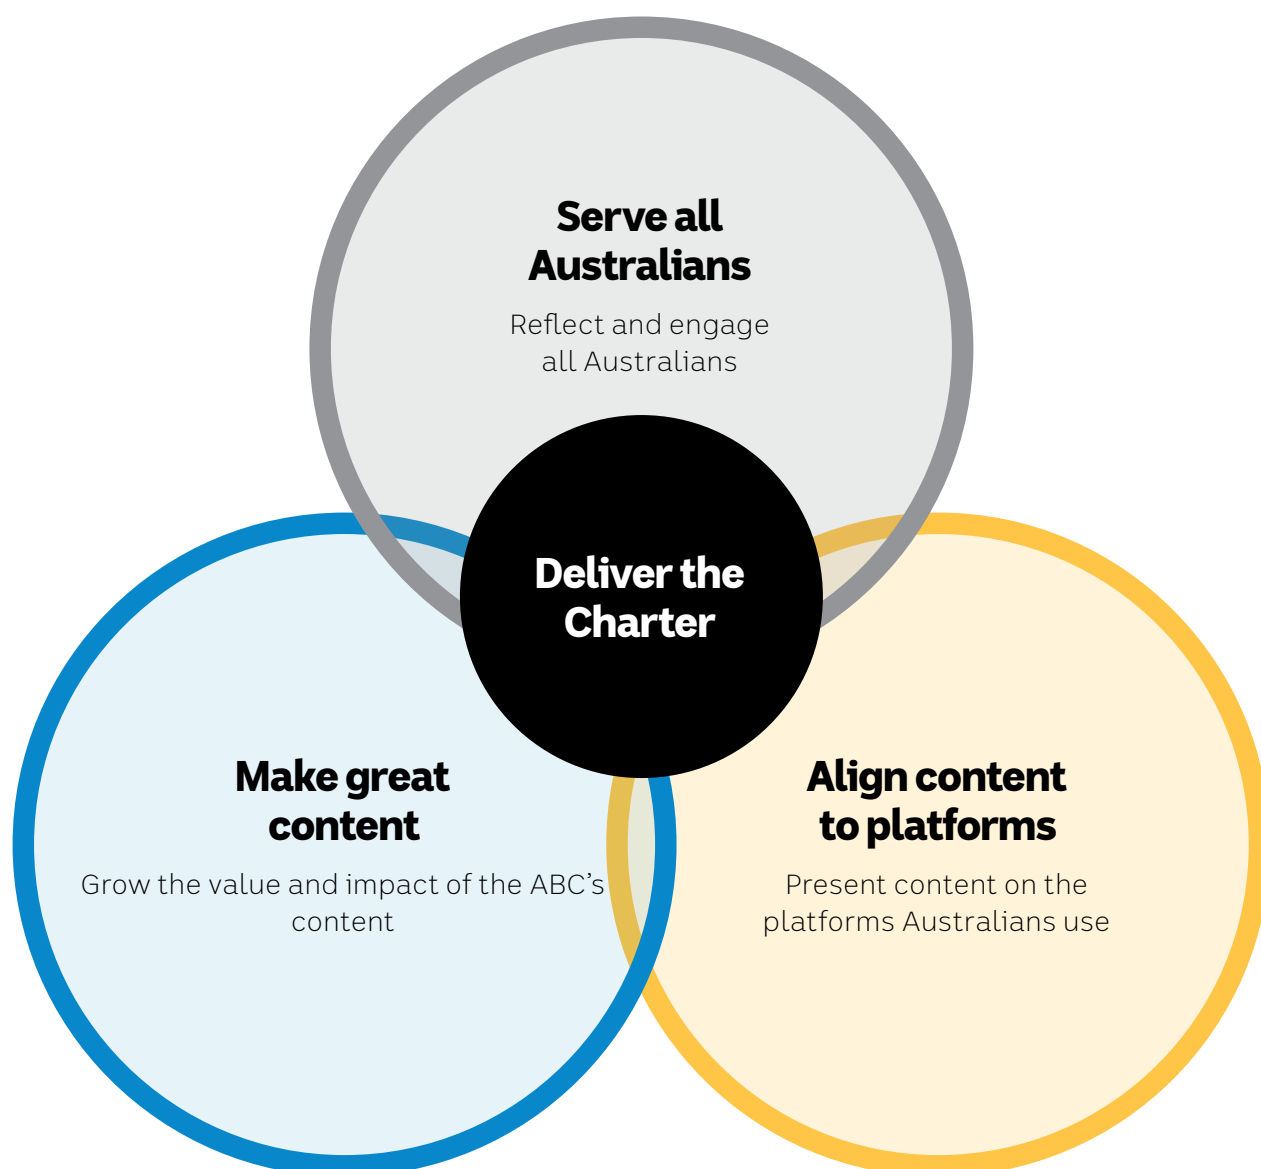 Serve all
Australians
Reflect and engage
all Australians
Deliver the
Charter
Make great
content
Grow the value and impact of the ABC’s
content
Align content
to platforms
Present content on the
platforms Australians use